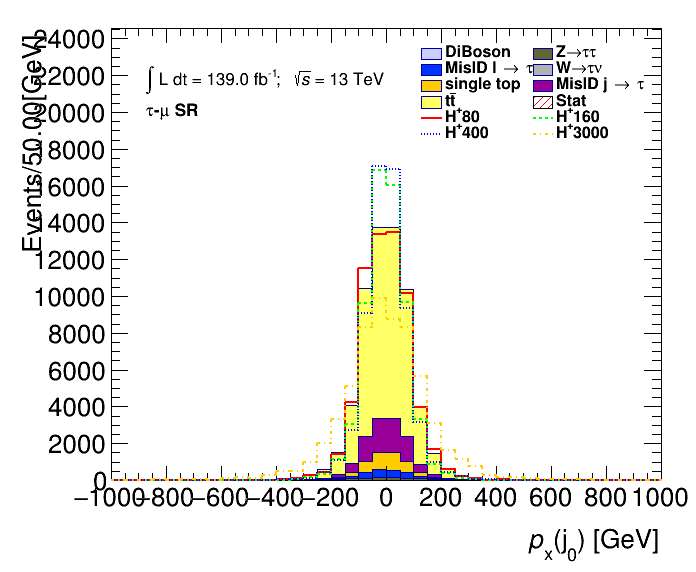 Events/50.00[GeV]
24000
22000
20000
18000
16000
14000
12000
10000
8000
6000
4000
2000
0
∫ L dt = 139.0 fb⁻¹; √s = 13 TeV
τ-μ SR
DiBoson Z→ττ
MisID l → τ W→τν
single top MisID j → τ
tt̄ Stat
H⁺80 H⁺160
H⁺400 H⁺3000
−1000 −800 −600 −400 −200 0 200 400 600 800 1000
pₓ(j₀) [GeV]